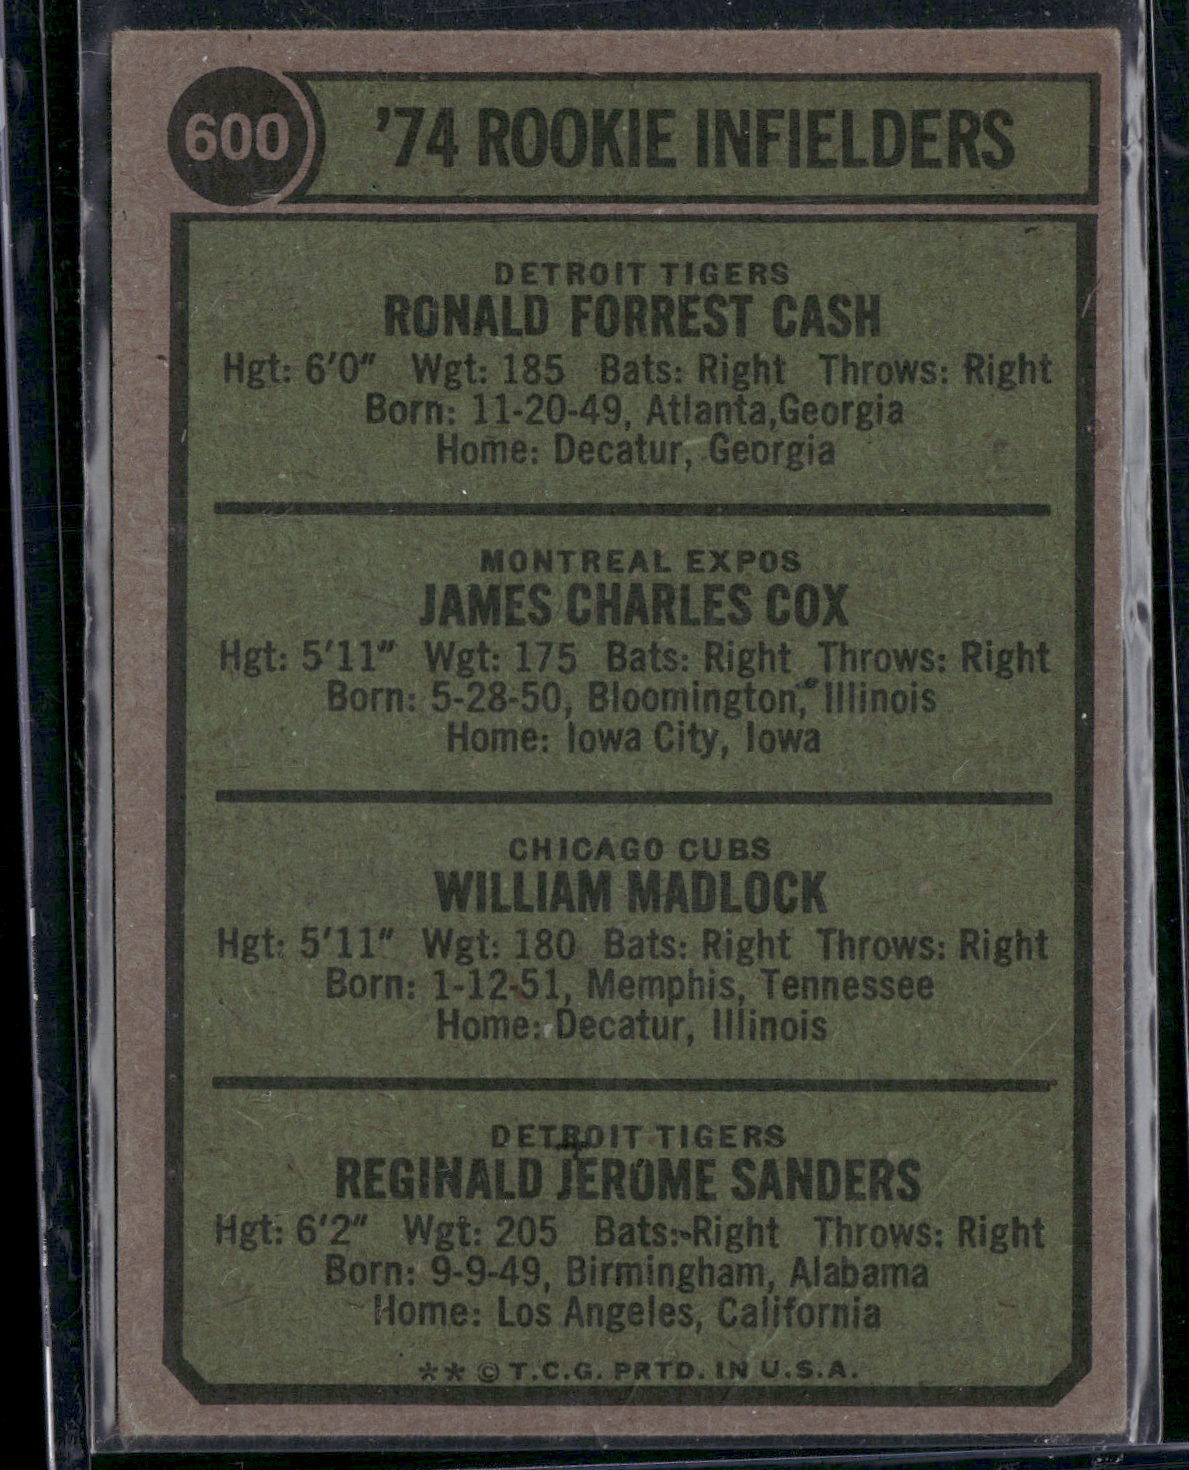 600
'74 ROOKIE INFIELDERS
DETROIT TIGERS
RONALD FORREST CASH
Hgt: 6'0" Wgt: 185 Bats: Right Throws: Right
Born: 11-20-49, Atlanta,Georgia
Home: Decatur, Georgia
MONTREAL EXPOS
JAMES CHARLES COX
Hgt: 5'11" Wgt: 175 Bats: Right Throws: Right
Born: 5-28-50, Bloomington, Illinois
Home: Iowa City, Iowa
CHICAGO CUBS
WILLIAM MADLOCK
Hgt: 5'11" Wgt: 180 Bats: Right Throws: Right
Born: 1-12-51, Memphis, Tennessee
Home: Decatur, Illinois
DETROIT TIGERS
REGINALD JEROME SANDERS
Hgt: 6'2" Wgt: 205 Bats: Right Throws: Right
Born: 9-9-49, Birmingham, Alabama
Home: Los Angeles, California
** © T.C.G. PRTD. IN U.S.A.